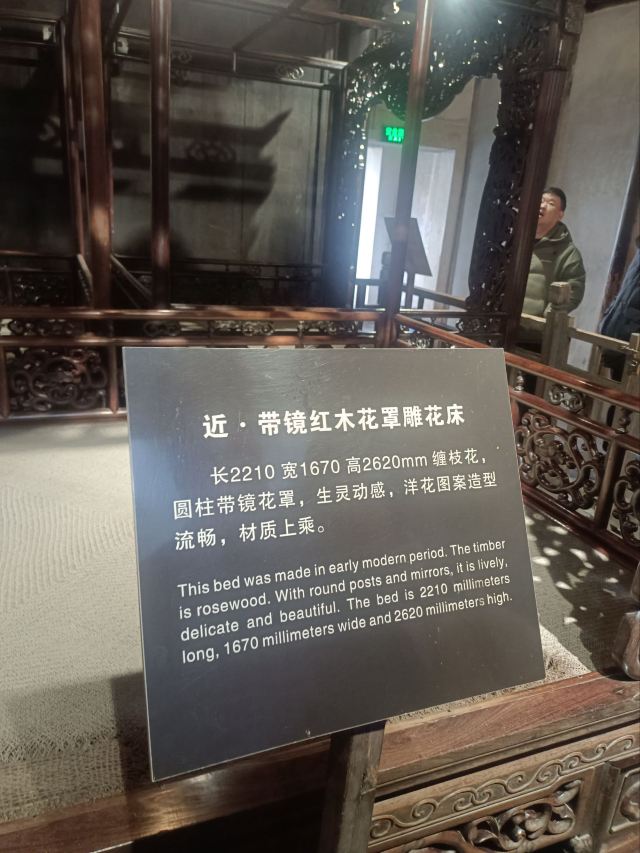 近·带镜红木花罩雕花床
长2210 宽1670 高2620mm 缠枝花，
圆柱带镜花罩，生灵动感，洋花图案造型
流畅，材质上乘。
This bed was made in early modern period. The timber
is rosewood. With round posts and mirrors, it is lively,
delicate and beautiful. The bed is 2210 millimeters
long, 1670 millimeters wide and 2620 millimeters high.